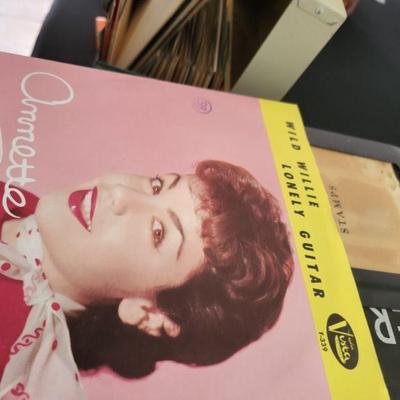 WILD WILLIE
LONELY GUITAR
Vista
F-339
Annette
STAMPS
R